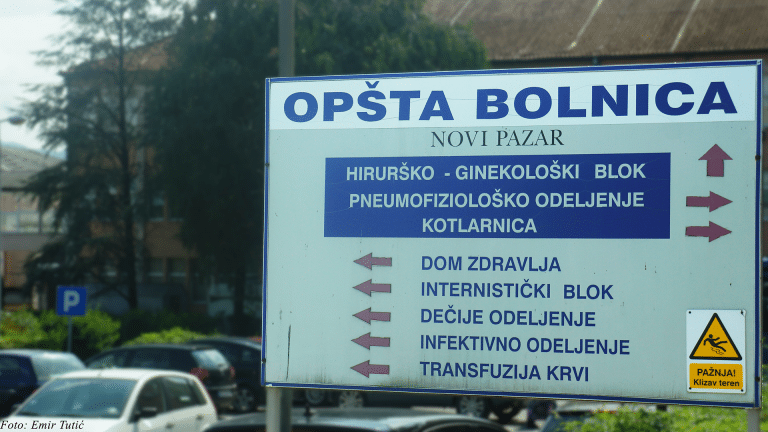 OPŠTA BOLNICA
NOVI PAZAR
HIRURŠKO - GINEKOLOŠKI BLOK
PNEUMOFIZIOLOŠKO ODELJENJE
KOTLARNICA
DOM ZDRAVLJA
INTERNISTIČKI BLOK
DEČIJE ODELJENJE
INFEKTIVNO ODELJENJE
TRANSFUZIJA KRVI
PAŽNJA!
Klizav teren
P
Foto: Emir Tutić